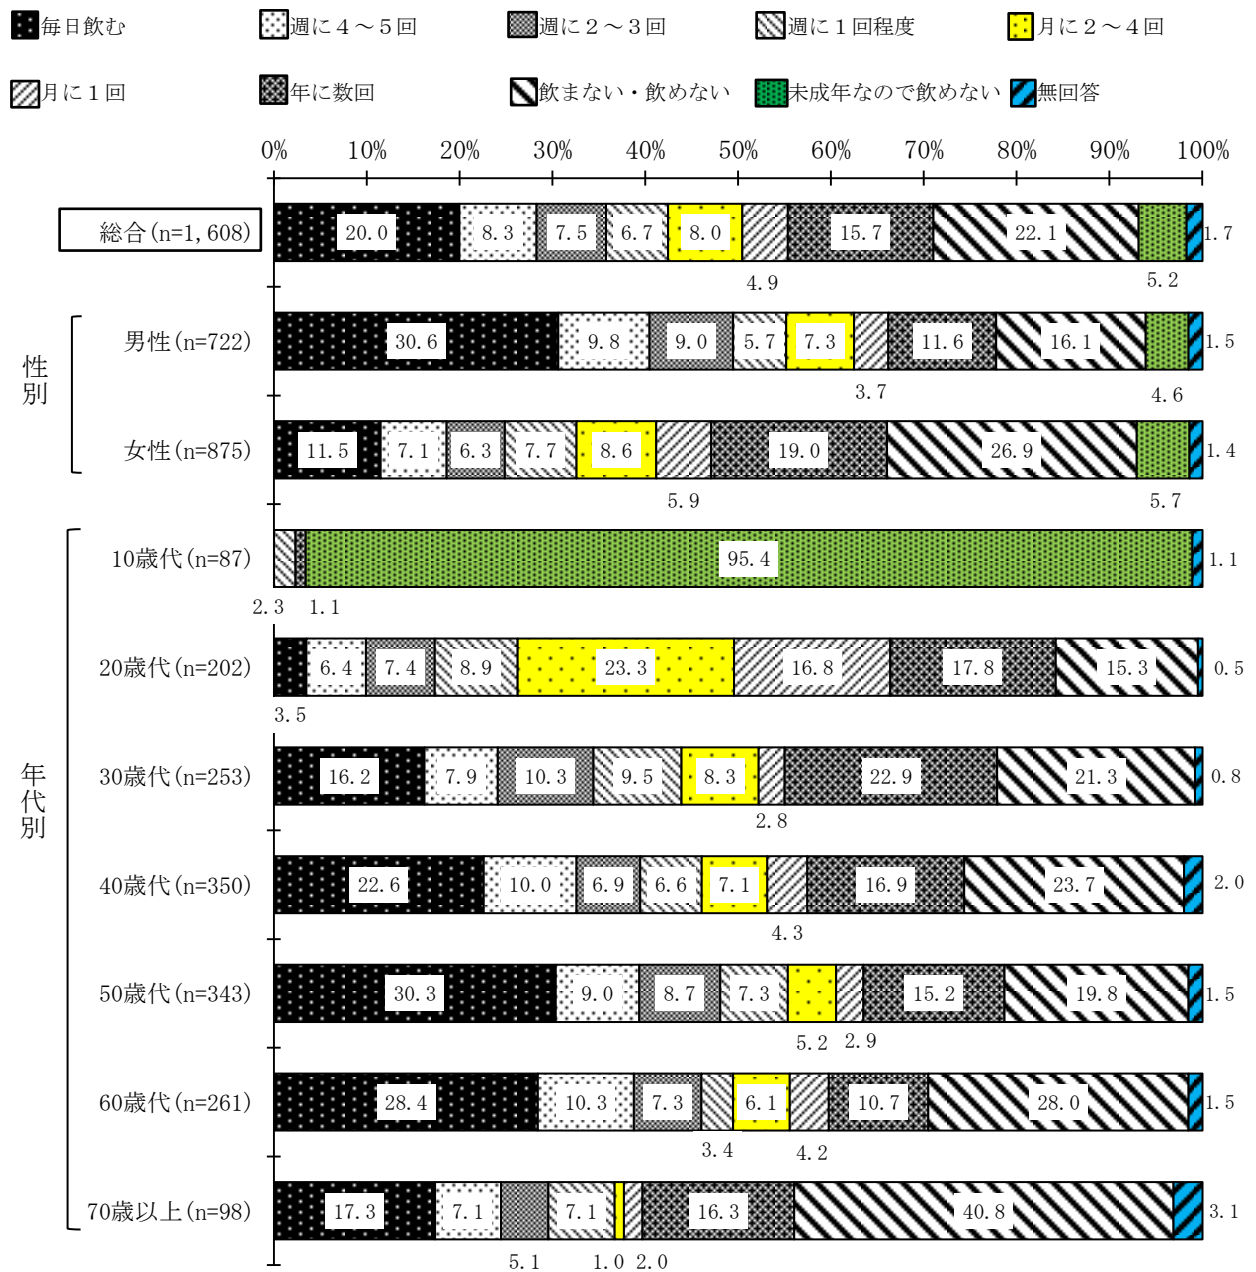 毎日飲む 週に４～５回 週に２～３回 週に１回程度 月に２～４回
月に１回 年に数回 飲まない・飲めない 未成年なので飲めない 無回答
0% 10% 20% 30% 40% 50% 60% 70% 80% 90% 100%
総合(n=1,608) 20.0 8.3 7.5 6.7 8.0 15.7 22.1 1.7
4.9 5.2
性別
男性(n=722) 30.6 9.8 9.0 5.7 7.3 11.6 16.1 1.5
3.7 4.6
女性(n=875) 11.5 7.1 6.3 7.7 8.6 19.0 26.9 1.4
5.9 5.7
年代別
10歳代(n=87) 95.4 1.1
2.3 1.1
20歳代(n=202) 6.4 7.4 8.9 23.3 16.8 17.8 15.3 0.5
3.5
30歳代(n=253) 16.2 7.9 10.3 9.5 8.3 22.9 21.3 0.8
2.8
40歳代(n=350) 22.6 10.0 6.9 6.6 7.1 16.9 23.7 2.0
4.3
50歳代(n=343) 30.3 9.0 8.7 7.3 15.2 19.8 1.5
5.2 2.9
60歳代(n=261) 28.4 10.3 7.3 6.1 10.7 28.0 1.5
3.4 4.2
70歳以上(n=98) 17.3 7.1 7.1 16.3 40.8 3.1
5.1 1.0 2.0